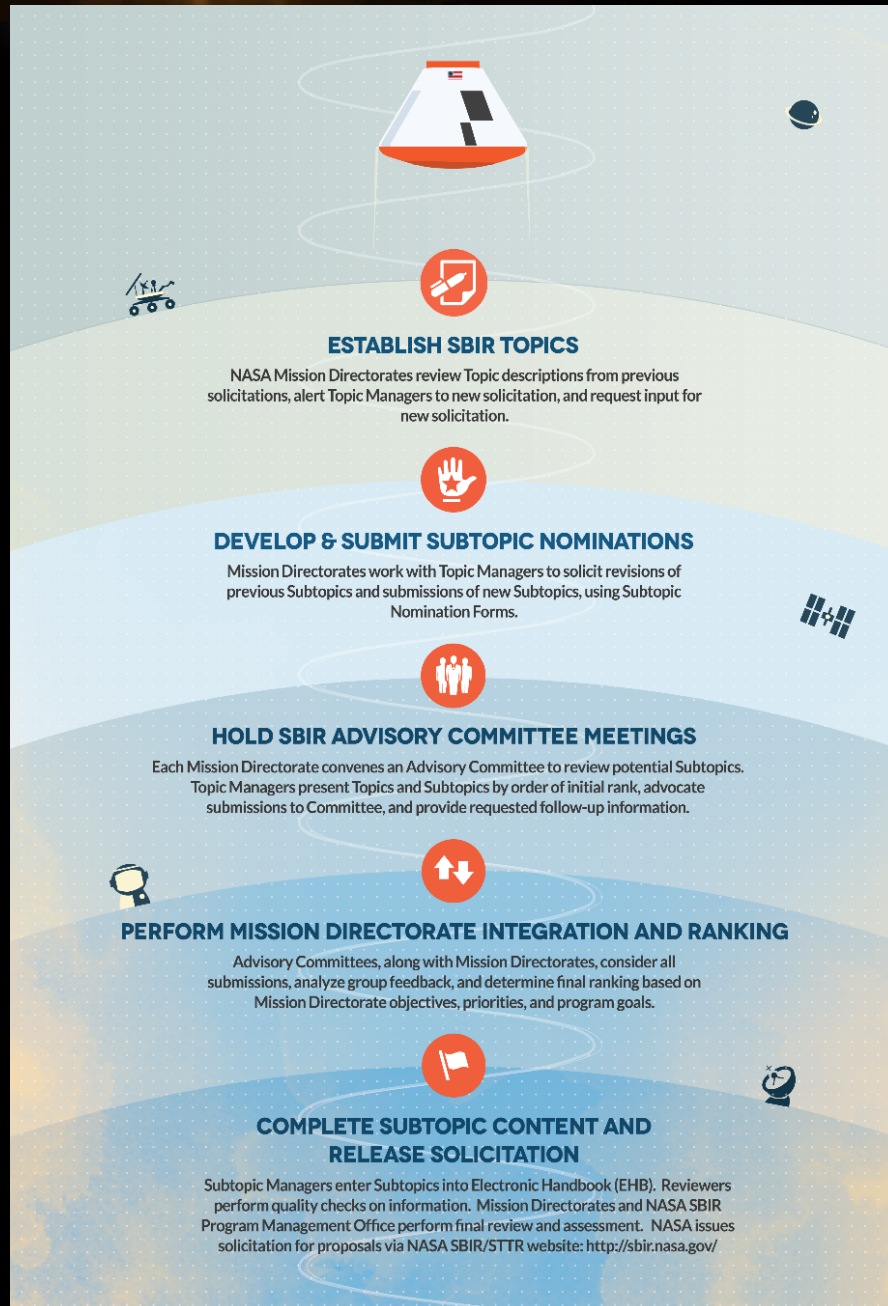 ESTABLISH SBIR TOPICS
NASA Mission Directorates review Topic descriptions from previous
solicitations, alert Topic Managers to new solicitation, and request input for
new solicitation.
DEVELOP & SUBMIT SUBTOPIC NOMINATIONS
Mission Directorates work with Topic Managers to solicit revisions of
previous Subtopics and submissions of new Subtopics, using Subtopic
Nomination Forms.
HOLD SBIR ADVISORY COMMITTEE MEETINGS
Each Mission Directorate convenes an Advisory Committee to review potential Subtopics.
Topic Managers present Topics and Subtopics by order of initial rank, advocate
submissions to Committee, and provide requested follow-up information.
PERFORM MISSION DIRECTORATE INTEGRATION AND RANKING
Advisory Committees, along with Mission Directorates, consider all
submissions, analyze group feedback, and determine final ranking based on
Mission Directorate objectives, priorities, and program goals.
COMPLETE SUBTOPIC CONTENT AND
RELEASE SOLICITATION
Subtopic Managers enter Subtopics into Electronic Handbook (EHB). Reviewers
perform quality checks on information. Mission Directorates and NASA SBIR
Program Management Office perform final review and assessment. NASA issues
solicitation for proposals via NASA SBIR/STTR website: http://sbir.nasa.gov/